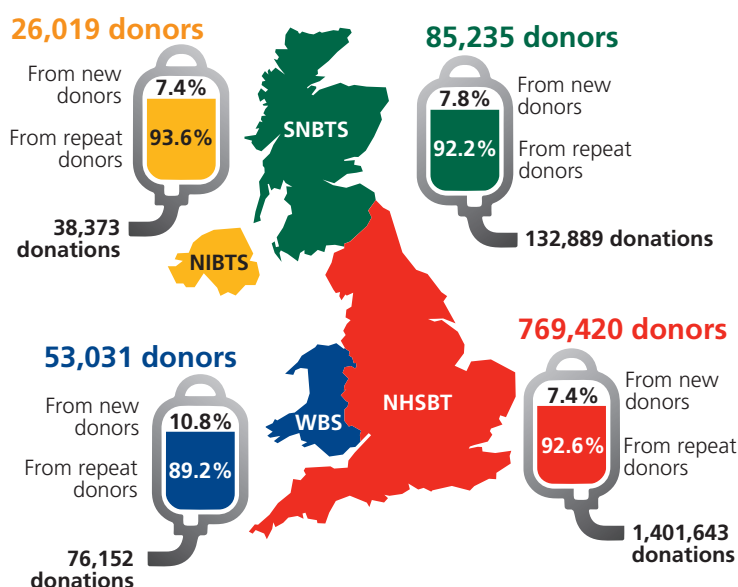 26,019 donors
From new
donors
7.4%
From repeat
donors
93.6%
38,373
donations
NIBTS
SNBTS
85,235 donors
7.8%
From new
donors
92.2%
From repeat
donors
132,889 donations
53,031 donors
From new
donors
10.8%
From repeat
donors
89.2%
76,152
donations
WBS
NHSBT
769,420 donors
7.4%
From new
donors
92.6%
From repeat
donors
1,401,643
donations